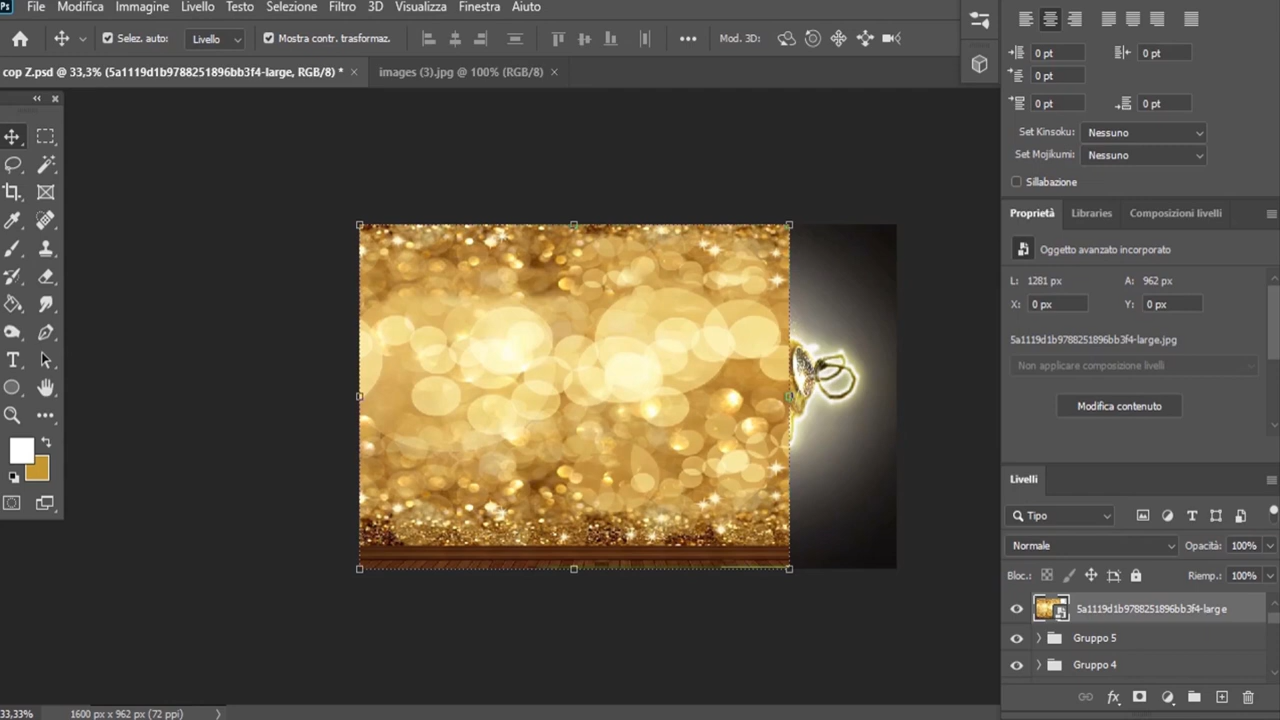 Ps File Modifica Immagine Livello Testo Selezione Filtro 3D Visualizza Finestra Aiuto
Selez. auto: Livello Mostra contr. trasformaz. Mod. 3D:
cop Z.psd @ 33,3% (5a1119d1b9788251896bb3f4-large, RGB/8) * images (3).jpg @ 100% (RGB/8)
0 pt 0 pt
0 pt
0 pt 0 pt
Set Kinsoku: Nessuno
Set Mojikumi: Nessuno
Sillabazione
Proprietà Libraries Composizioni livelli
Oggetto avanzato incorporato
L: 1281 px A: 962 px
X: 0 px Y: 0 px
5a1119d1b9788251896bb3f4-large.jpg
Non applicare composizione livelli
Modifica contenuto
Livelli
Tipo
Normale Opacità: 100%
Bloc.: Riemp.: 100%
5a1119d1b9788251896bb3f4-large
Gruppo 5
Gruppo 4
fx
33,33% 1600 px x 962 px (72 ppi)